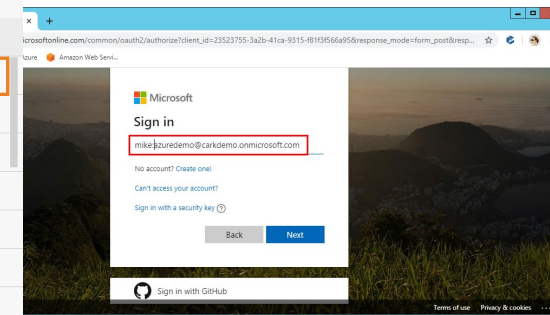 icrosoftonline.com/common/oauth2/authorize?client_id=23523755-3a2b-41ca-9315-f81f3f566a95&response_mode=form_post&resp...
Azure Amazon Web Servi...
Microsoft
Sign in
mike:azuredemo@carkdemo.onmicrosoft.com
No account? Create one!
Can't access your account?
Sign in with a security key
Back Next
Sign in with GitHub
Terms of use Privacy & cookies ...